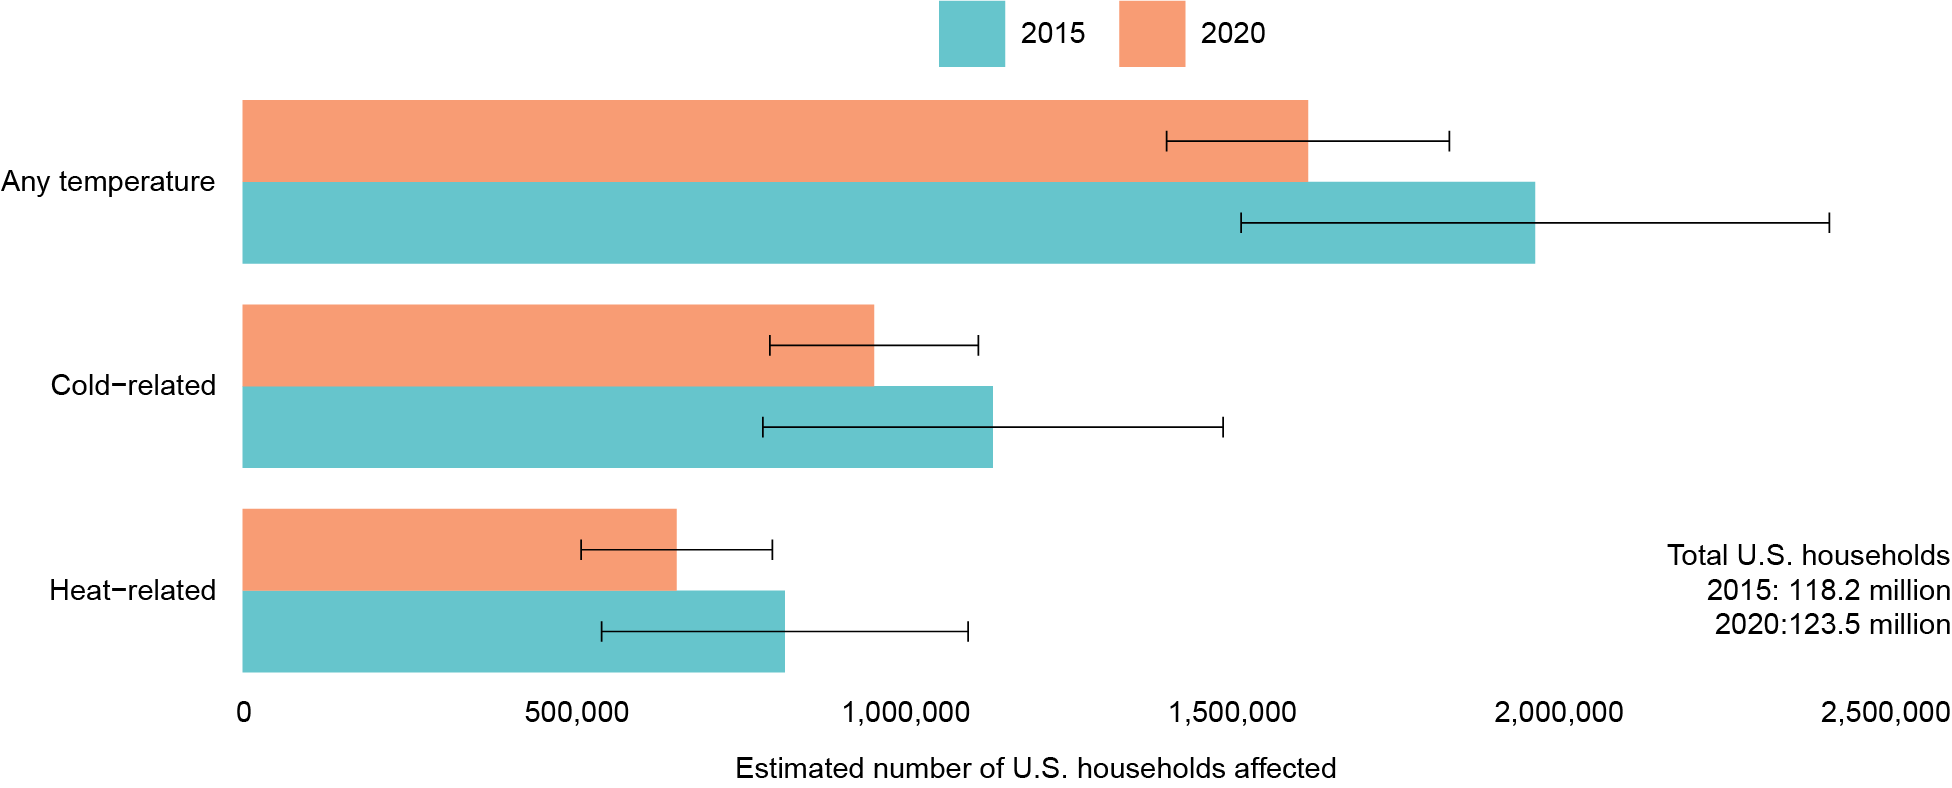 2015
2020
Any temperature
Cold−related
Heat−related
Total U.S. households
2015: 118.2 million
2020:123.5 million
0
500,000
1,000,000
1,500,000
2,000,000
2,500,000
Estimated number of U.S. households affected